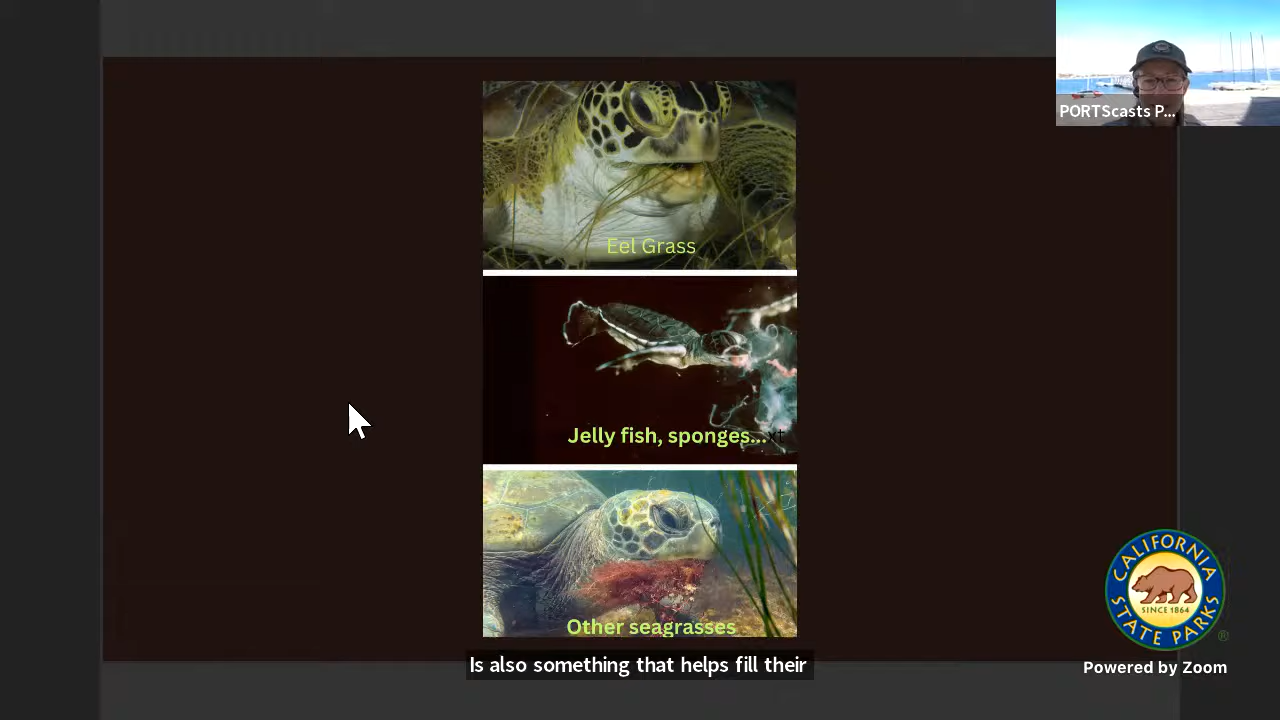 PORTScasts P...
Eel Grass
Jelly fish, sponges...xt
Other seagrasses
Is also something that helps fill their
CALIFORNIA
SINCE 1864
STATE PARKS
®
Powered by Zoom